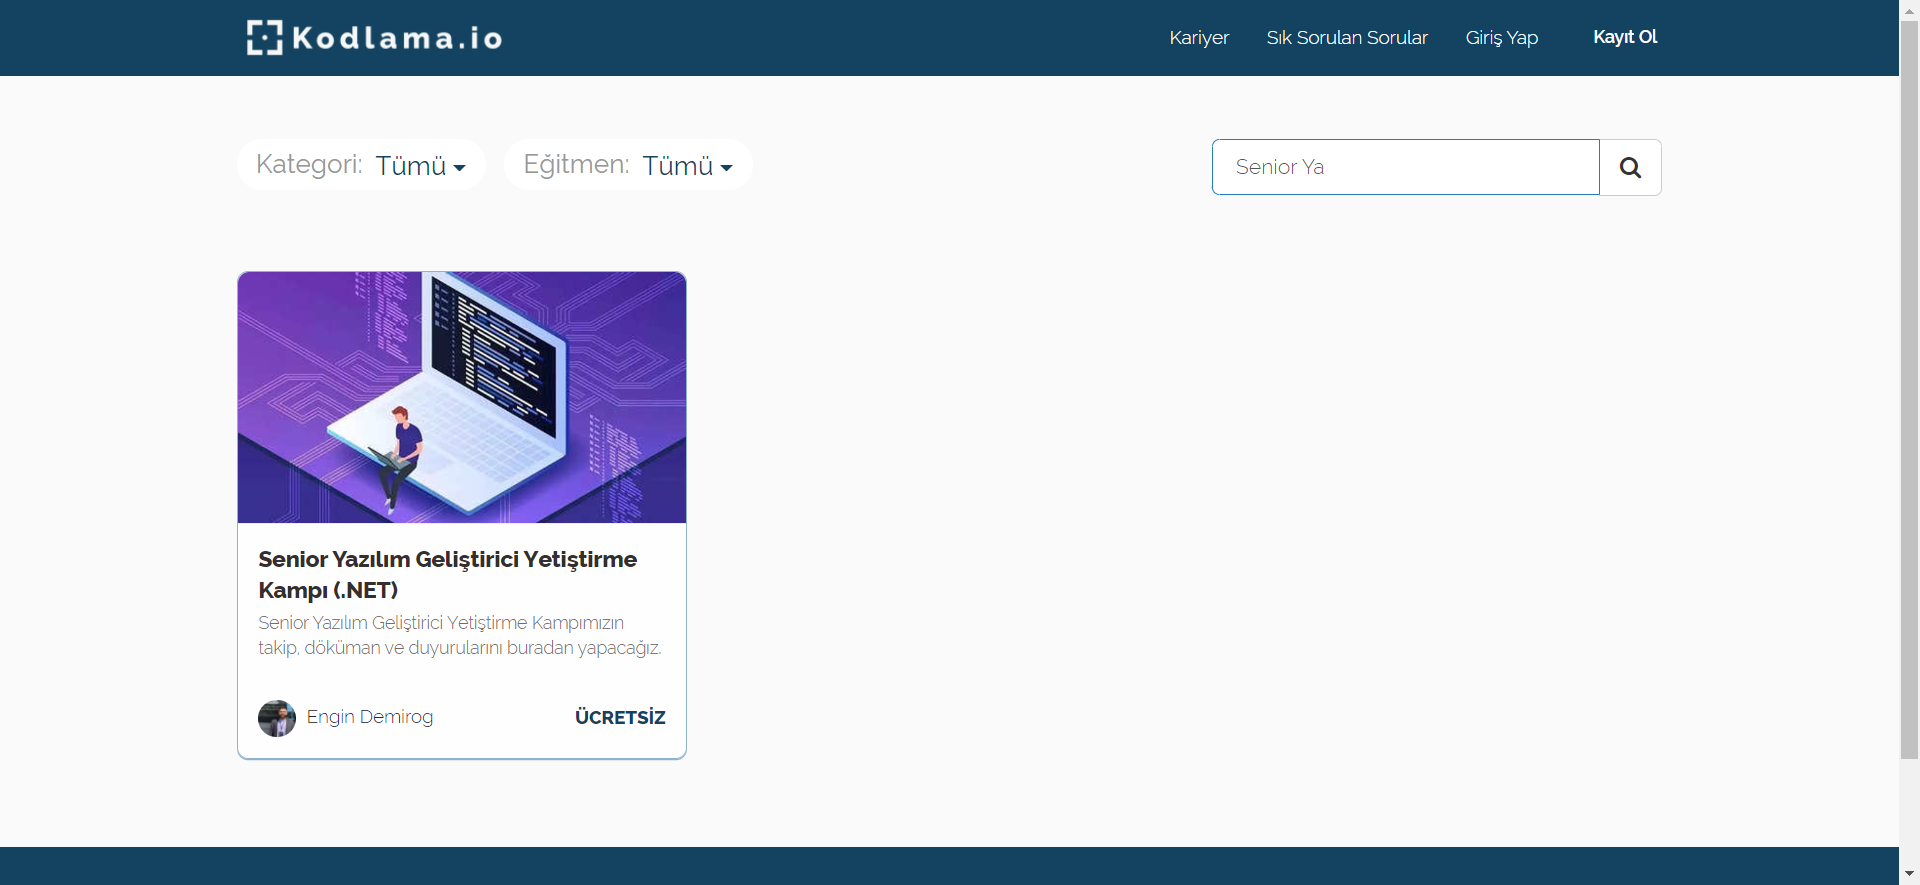 Kodlama.io
Kariyer
Sık Sorulan Sorular
Giriş Yap
Kayıt Ol
Kategori: Tümü
Eğitmen: Tümü
Senior Ya
Senior Yazılım Geliştirici Yetiştirme
Kampı (.NET)
Senior Yazılım Geliştirici Yetiştirme Kampımızın
takip, döküman ve duyurularını buradan yapacağız.
Engin Demirog
ÜCRETSİZ